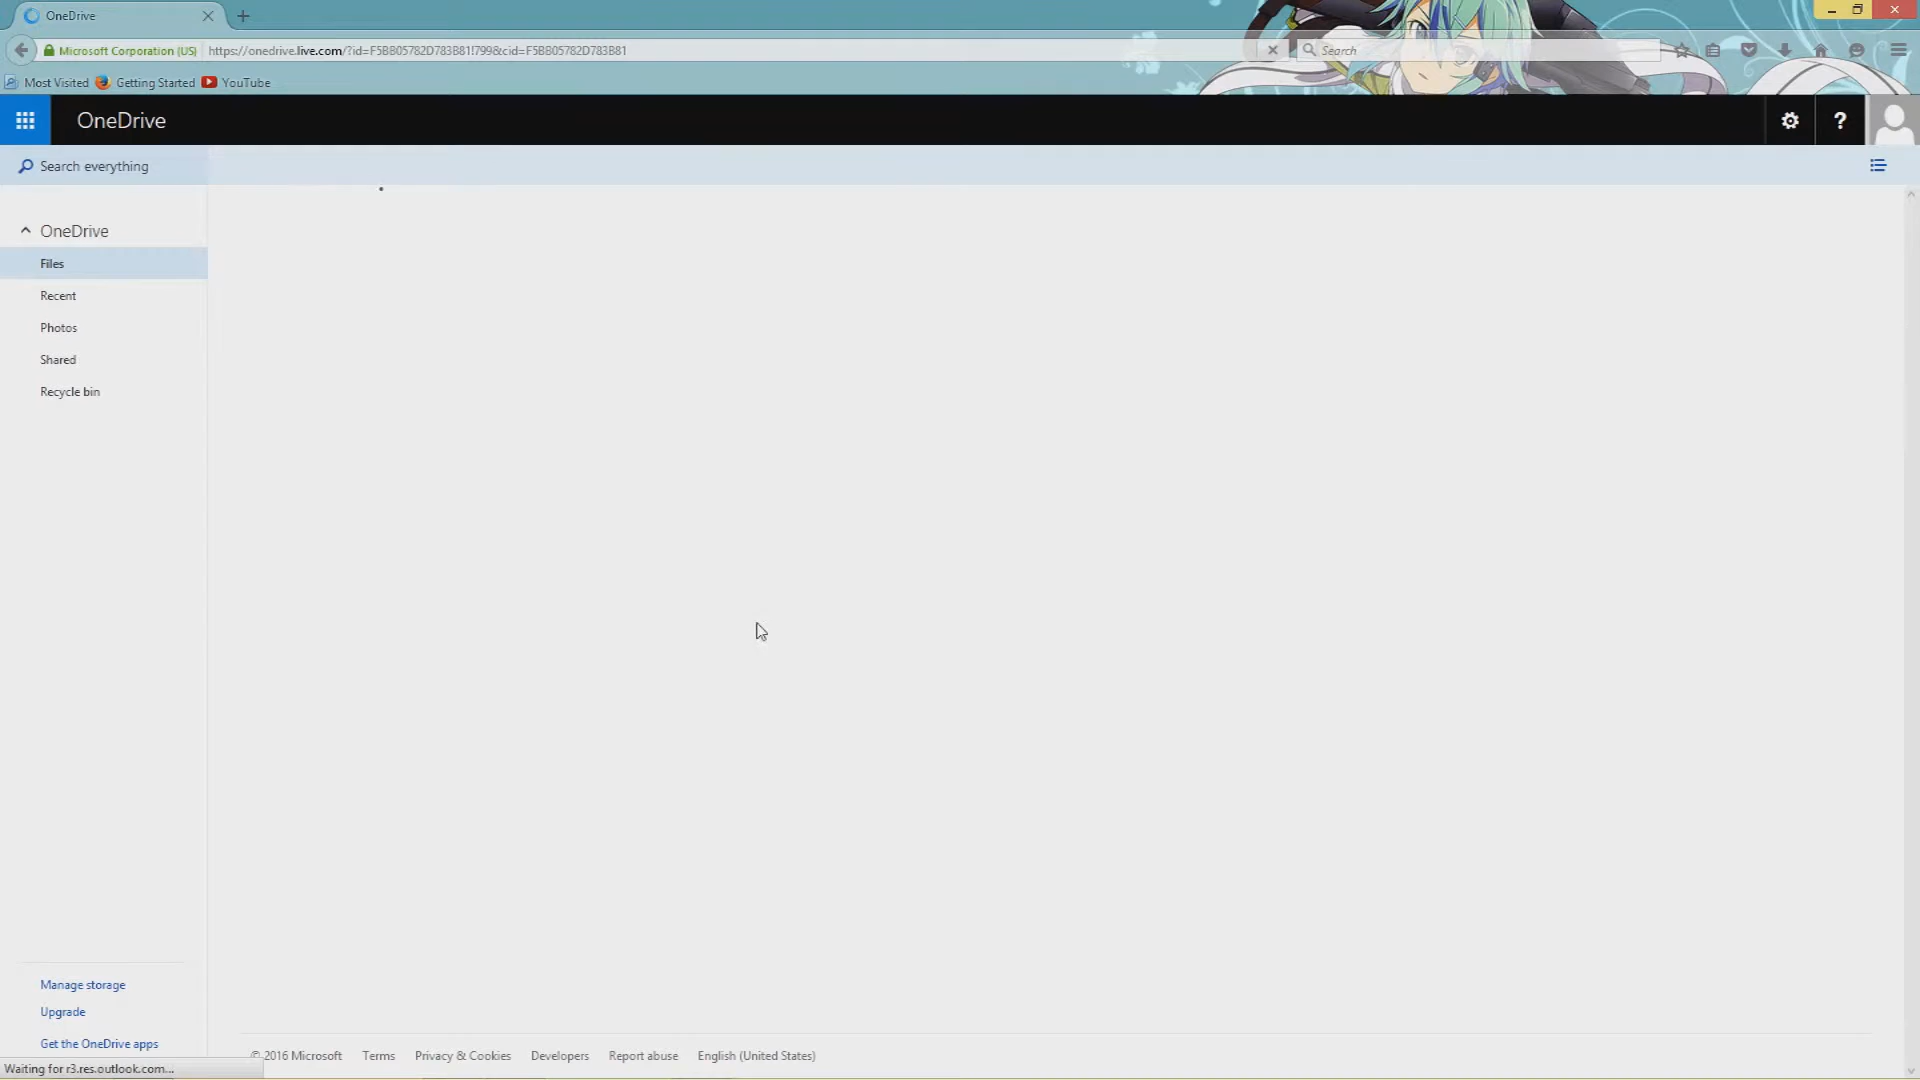 OneDrive
Microsoft Corporation (US) https://onedrive.live.com/?id=F5BB05782D783B81!799&cid=F5BB05782D783B81 Search
Most Visited Getting Started YouTube
OneDrive ?
Search everything
OneDrive
Files
Recent
Photos
Shared
Recycle bin
Manage storage
Upgrade
Get the OneDrive apps
© 2016 Microsoft Terms Privacy & Cookies Developers Report abuse English (United States)
Waiting for r3.res.outlook.com...